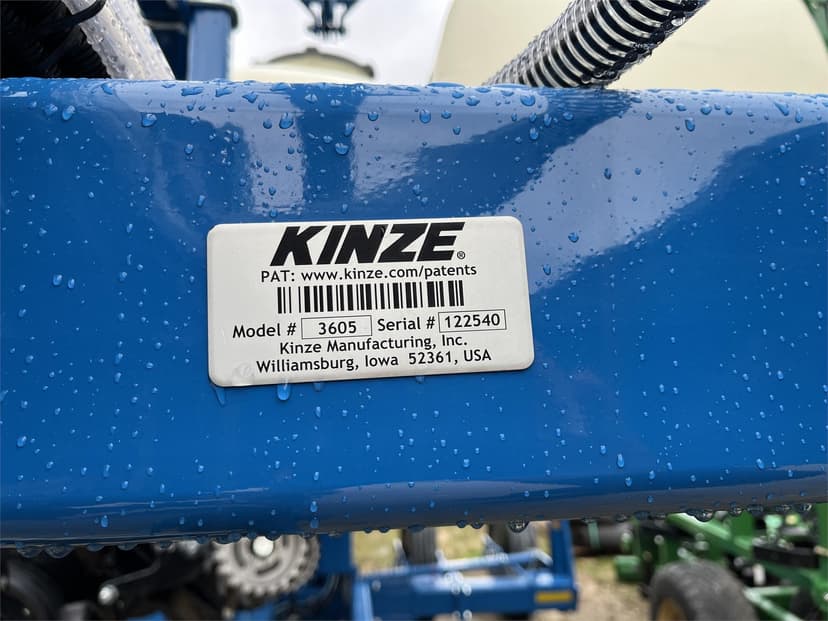 KINZE®
PAT: www.kinze.com/patents
Model # 3605 Serial # 122540
Kinze Manufacturing, Inc.
Williamsburg, Iowa 52361, USA